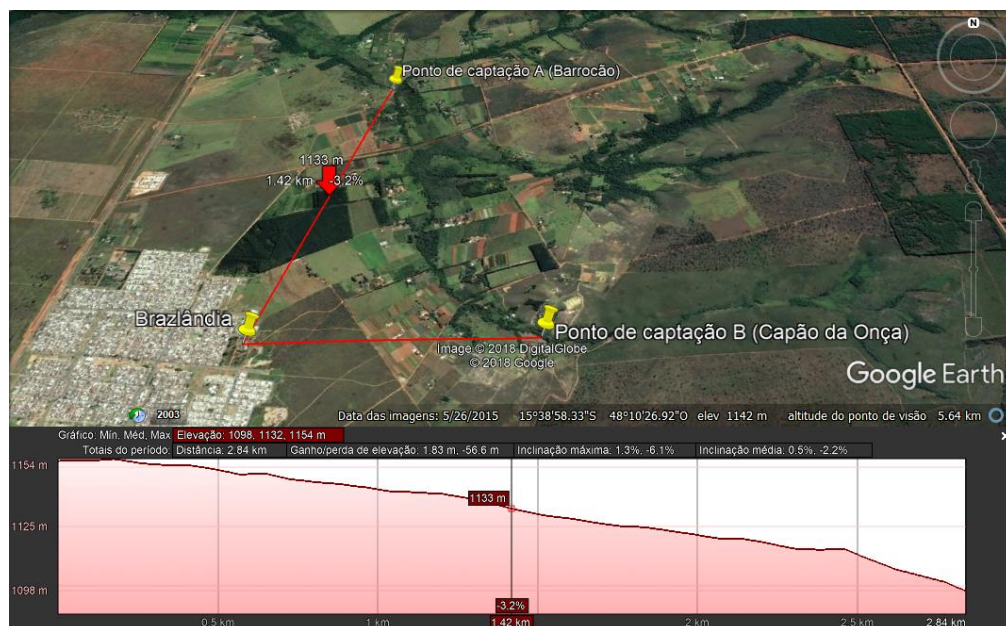 N
Ponto de captação A (Barrocão)
1133 m
1.42 km -3.2%
Brazlândia
Ponto de captação B (Capão da Onça)
Image © 2018 DigitalGlobe
© 2018 Google
Google Earth
2003 Data das imagens: 5/26/2015 15°38'58.33"S 48°10'26.92"O elev 1142 m altitude do ponto de visão 5.64 km
Gráfico: Mín. Méd, Max Elevação: 1098, 1132, 1154 m
Totais do período: Distância: 2.84 km Ganho/perda de elevação: 1.83 m, -56.6 m Inclinação máxima: 1.3%, -6.1% Inclinação média: 0.5%, -2.2%
1154 m
1133 m
1125 m
1098 m
-3.2%
0.5 km 1 km 1.42 km 2 km 2.5 km 2.84 km